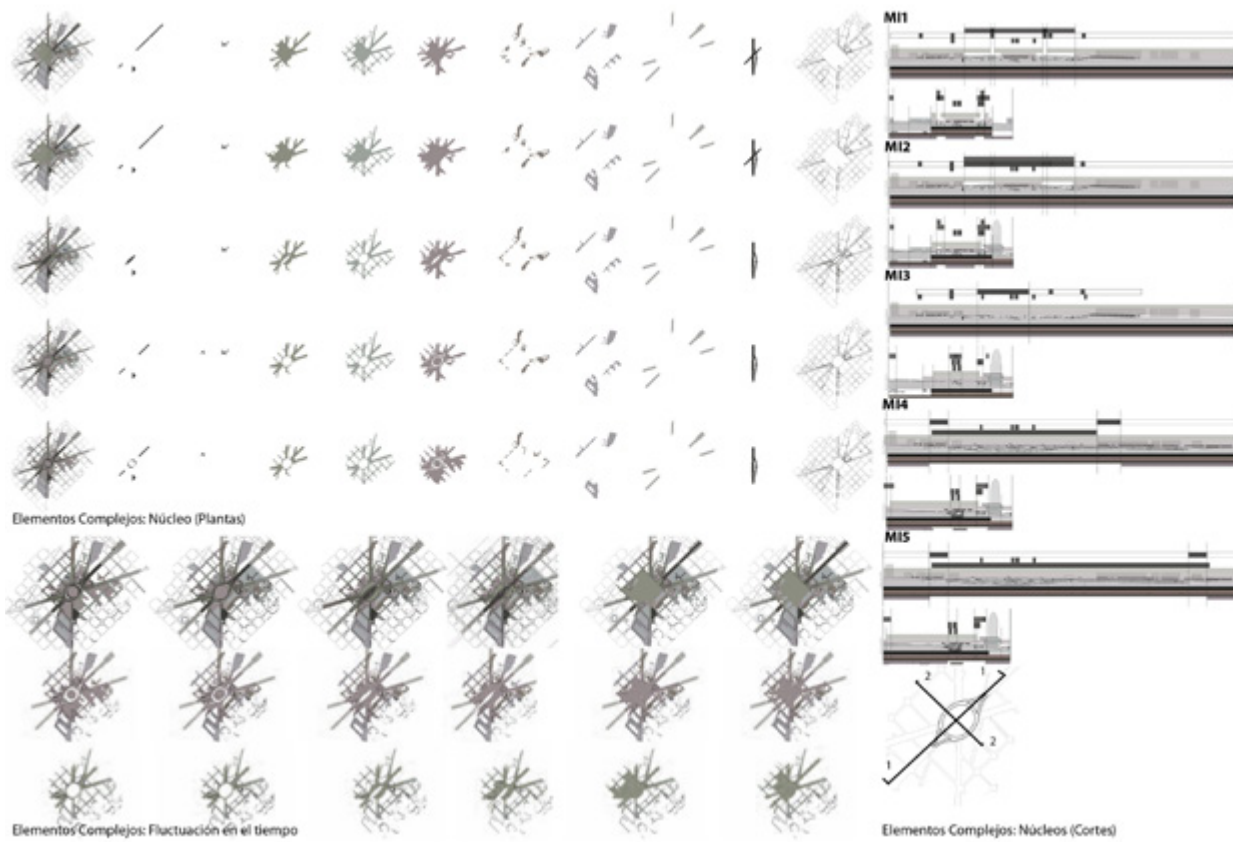 MI1
MI2
MI3
MI4
MI5
Elementos Complejos: Núcleo (Plantas)
2
1
2
1
Elementos Complejos: Fluctuación en el tiempo
Elementos Complejos: Núcleos (Cortes)